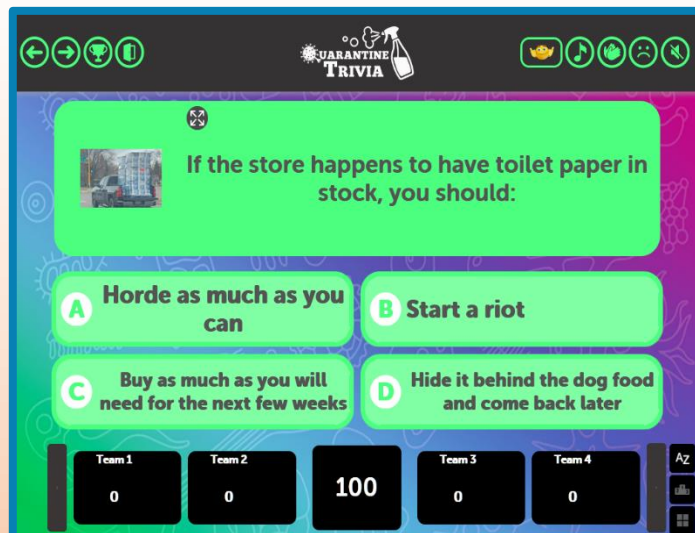 QUARANTINE
TRIVIA
If the store happens to have toilet paper in
stock, you should:
A
Horde as much as you
can
B
Start a riot
C
Buy as much as you will
need for the next few weeks
D
Hide it behind the dog food
and come back later
Team 1
0
Team 2
0
100
Team 3
0
Team 4
0
AZ